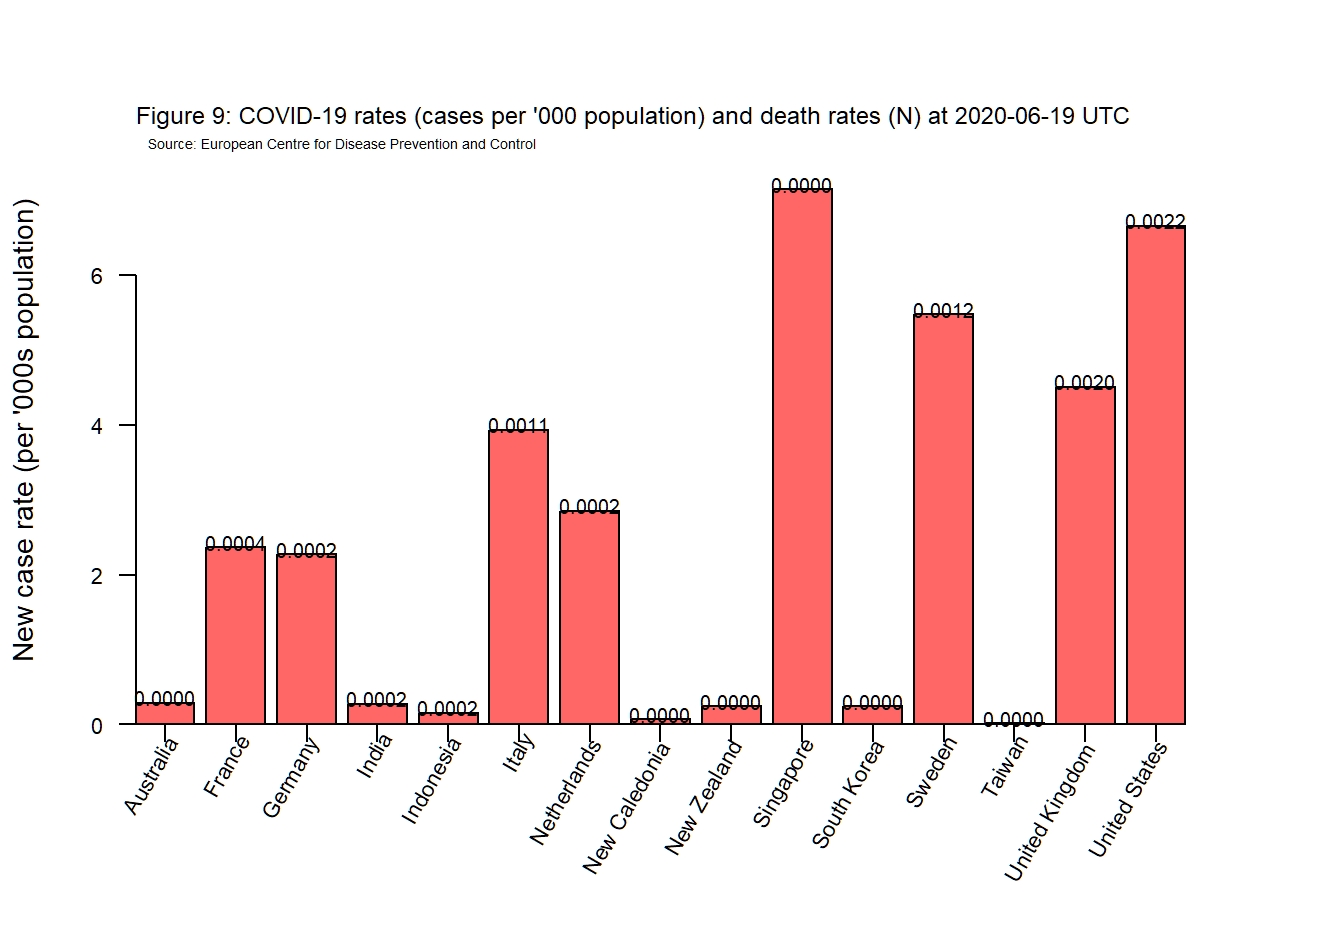 Figure 9: COVID-19 rates (cases per '000 population) and death rates (N) at 2020-06-19 UTC
Source: European Centre for Disease Prevention and Control
New case rate (per '000s population)
6
4
2
0
0.0000
0.0004
0.0002
0.0002
0.0002
0.0011
0.0002
0.0000
0.0000
0.0000
0.0000
0.0012
0.0000
0.0020
0.0022
Australia
France
Germany
India
Indonesia
Italy
Netherlands
New Caledonia
New Zealand
Singapore
South Korea
Sweden
Taiwan
United Kingdom
United States